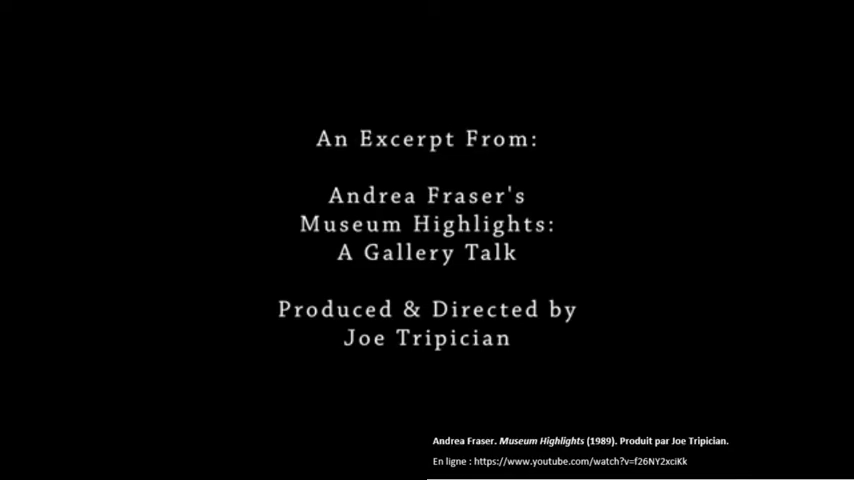 An Excerpt From:
Andrea Fraser's
Museum Highlights:
A Gallery Talk
Produced & Directed by
Joe Tripician
Andrea Fraser. Museum Highlights (1989). Produit par Joe Tripician.
En ligne : https://www.youtube.com/watch?v=f26NY2xciKk